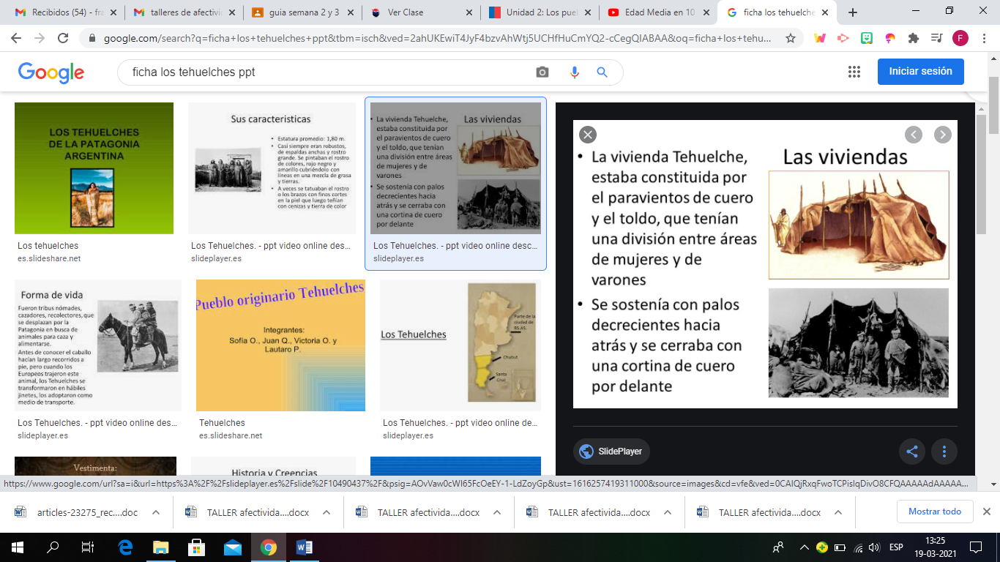 Recibidos (54) - fra
talleres de afectivid
guia semana 2 y 3
Ver Clase
Unidad 2: Los pue
Edad Media en 10
ficha los tehuelche
google.com/search?q=ficha+los+tehuelches+ppt&tbm=isch&ved=2ahUKEwiT4JyF4bzvAhWtj5UCHfHuCmYQ2-cCegQIABAA&oq=ficha+los+tehu...
F
Google
ficha los tehuelches ppt
Iniciar sesión
LOS TEHUELCHES
DE LA PATAGONIA
ARGENTINA
Los tehuelches
es.slideshare.net
Sus caracteristicas
• Estatura promedio: 1,80 m.
• Casi siempre eran robustos,
de espaldas anchas y rostro
grande. Se pintaban el rostro
de colores, rojo negro y
amarillo cubriéndolo con
líneas en una mezcla de grasa
y tierras.
• A veces se tatuaban el rostro
o los brazos con finos cortes
en la piel que luego teñían
con cenizas y tierra de color
Los Tehuelches. - ppt video online des...
slideplayer.es
Las viviendas
• La vivienda Tehuelche,
estaba constituida por
el paravientos de cuero
y el toldo, que tenían
una división entre áreas
de mujeres y de
varones
• Se sostenía con palos
decrecientes hacia
atrás y se cerraba con
una cortina de cuero
por delante
Los Tehuelches. - ppt video online desc...
slideplayer.es
Forma de vida
Fueron tribus nómades,
cazadores, recolectores, que
se desplazan por la
Patagonia en busca de
animales para caza y
alimentarse.
Antes de conocer el caballo
hacían largo recorridos a
pie, pero cuando los
Europeos trajeron este
animal, los Tehuelches se
transformaron en hábiles
jinetes, los adoptaron como
medio de transporte.
Los Tehuelches. - ppt video online des...
slideplayer.es
Pueblo originario Tehuelches
Integrantes:
Sofia O., Juan Q., Victoria O. y
Lautaro P.
Tehuelches
es.slideshare.net
Los Tehuelches
Parte de la
ciudad de
BS.AS.
Chubut
Santa
Cruz
Los Tehuelches. - ppt video online de...
slideplayer.es
Vestimenta:
Historia y Creencias
Las viviendas
• La vivienda Tehuelche,
estaba constituida por
el paravientos de cuero
y el toldo, que tenían
una división entre áreas
de mujeres y de
varones
• Se sostenía con palos
decrecientes hacia
atrás y se cerraba con
una cortina de cuero
por delante
SlidePlayer
https://www.google.com/url?sa=i&url=https%3A%2F%2Fslideplayer.es%2Fslide%2F10490437%2F&psig=AOvVaw0cWl65FcOeEY-1-LdZoyGp&ust=1616257419311000&source=images&cd=vfe&ved=0CAIQjRxqFwoTCPislqDivO8CFQAAAAAdAAAAA...
articles-23275_rec....doc
TALLER afectivida....docx
TALLER afectivida....docx
TALLER afectivida....docx
TALLER afectivida....docx
Mostrar todo
ESP
13:25
19-03-2021